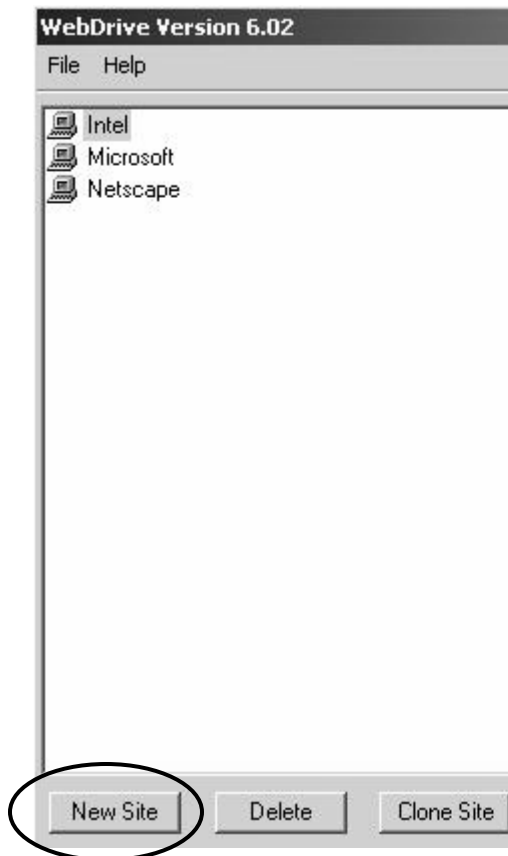 WebDrive Version 6.02
File Help
Intel
Microsoft
Netscape
New Site Delete Clone Site